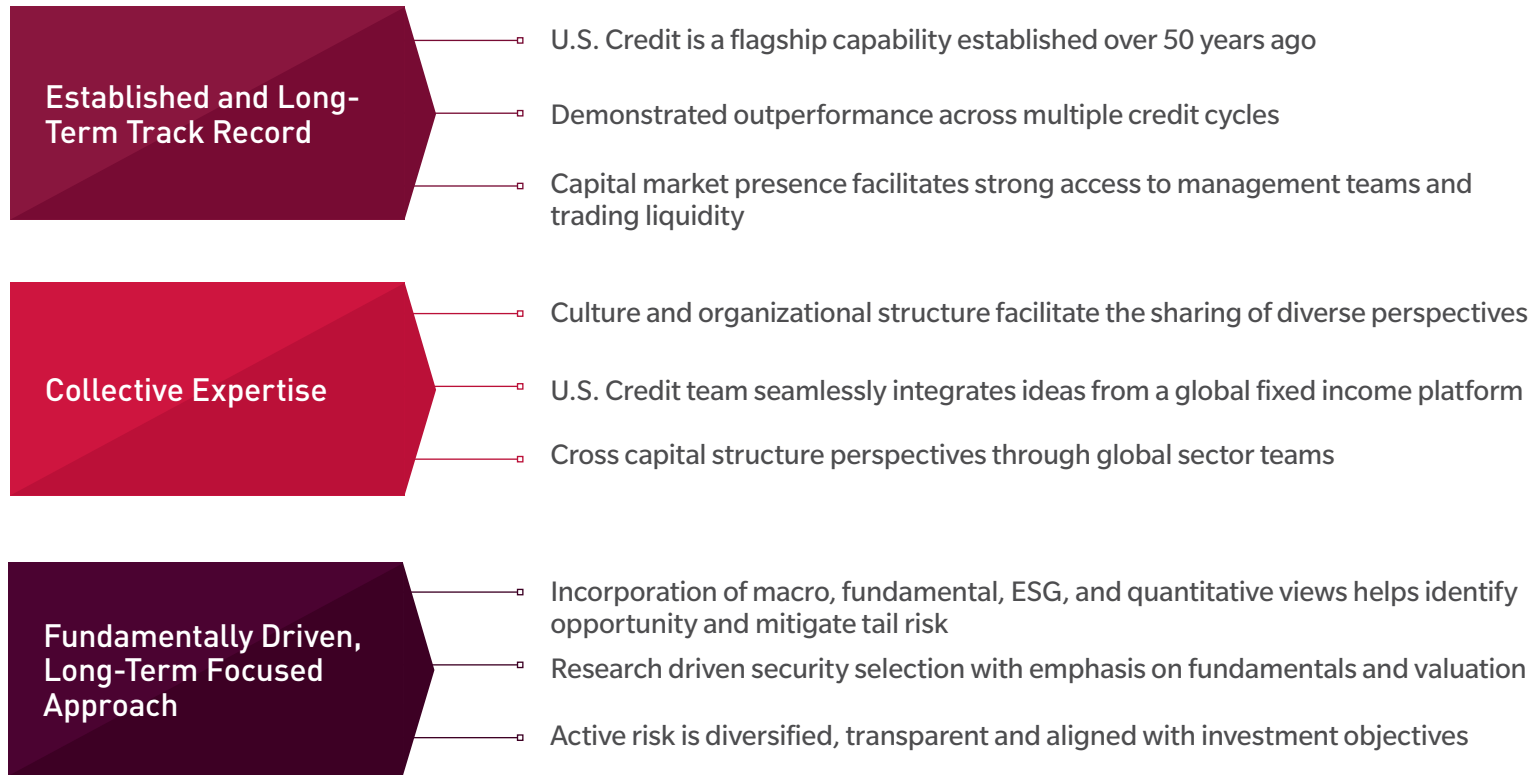 Established and Long-
Term Track Record
U.S. Credit is a flagship capability established over 50 years ago
Demonstrated outperformance across multiple credit cycles
Capital market presence facilitates strong access to management teams and
trading liquidity
Collective Expertise
Culture and organizational structure facilitate the sharing of diverse perspectives
U.S. Credit team seamlessly integrates ideas from a global fixed income platform
Cross capital structure perspectives through global sector teams
Fundamentally Driven,
Long-Term Focused
Approach
Incorporation of macro, fundamental, ESG, and quantitative views helps identify
opportunity and mitigate tail risk
Research driven security selection with emphasis on fundamentals and valuation
Active risk is diversified, transparent and aligned with investment objectives